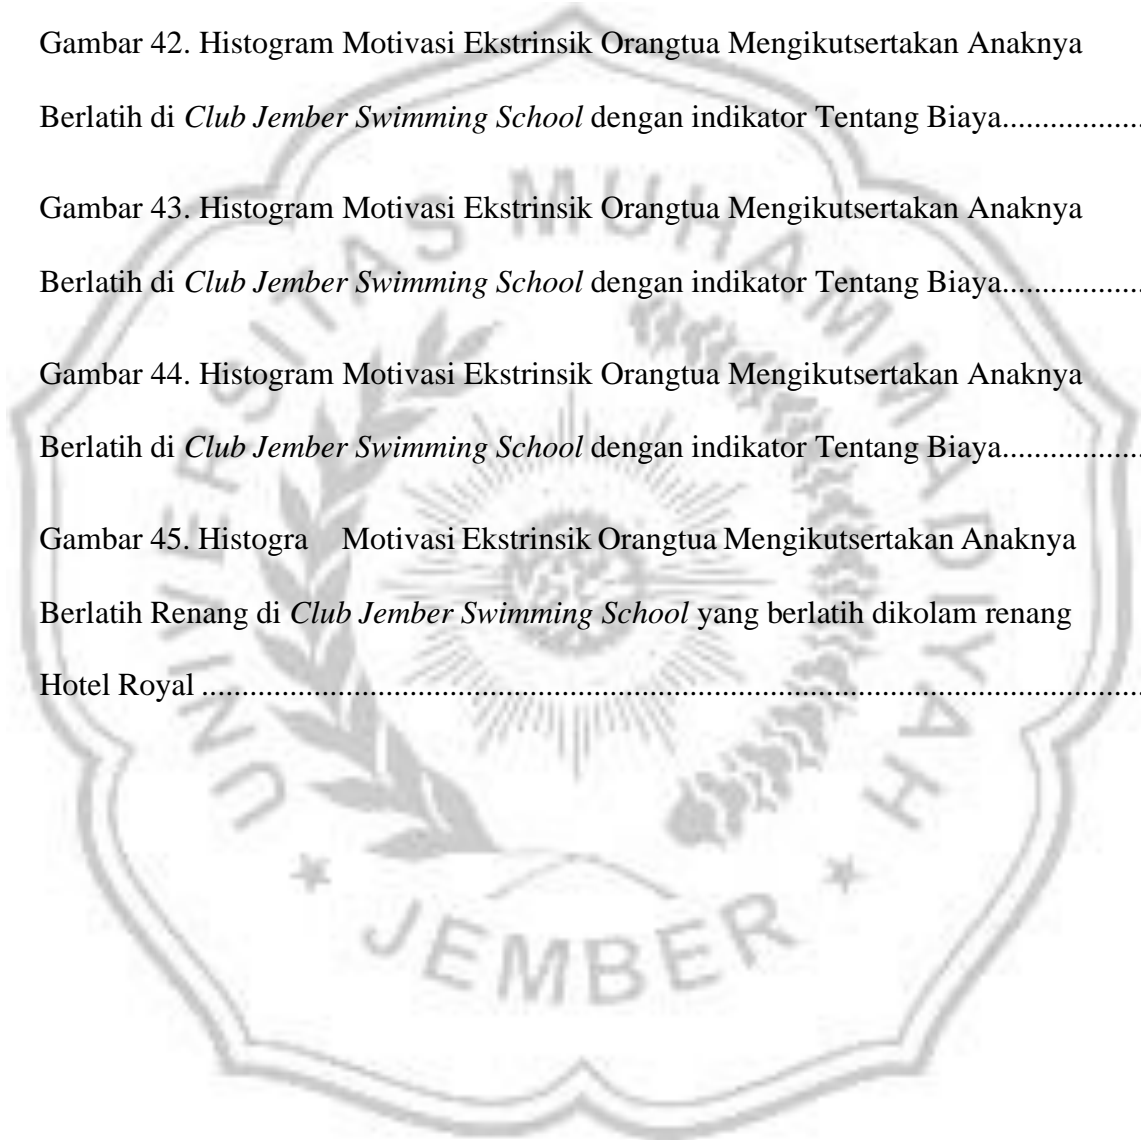 Gambar 42. Histogram Motivasi Ekstrinsik Orangtua Mengikutsertakan Anaknya
Berlatih di Club Jember Swimming School dengan indikator Tentang Biaya..................
Gambar 43. Histogram Motivasi Ekstrinsik Orangtua Mengikutsertakan Anaknya
Berlatih di Club Jember Swimming School dengan indikator Tentang Biaya..................
Gambar 44. Histogram Motivasi Ekstrinsik Orangtua Mengikutsertakan Anaknya
Berlatih di Club Jember Swimming School dengan indikator Tentang Biaya..................
Gambar 45. Histogra Motivasi Ekstrinsik Orangtua Mengikutsertakan Anaknya
Berlatih Renang di Club Jember Swimming School yang berlatih dikolam renang
Hotel Royal ......................................................................................................................
UNIVERSITAS MUHAMMADIYAH
JEMBER